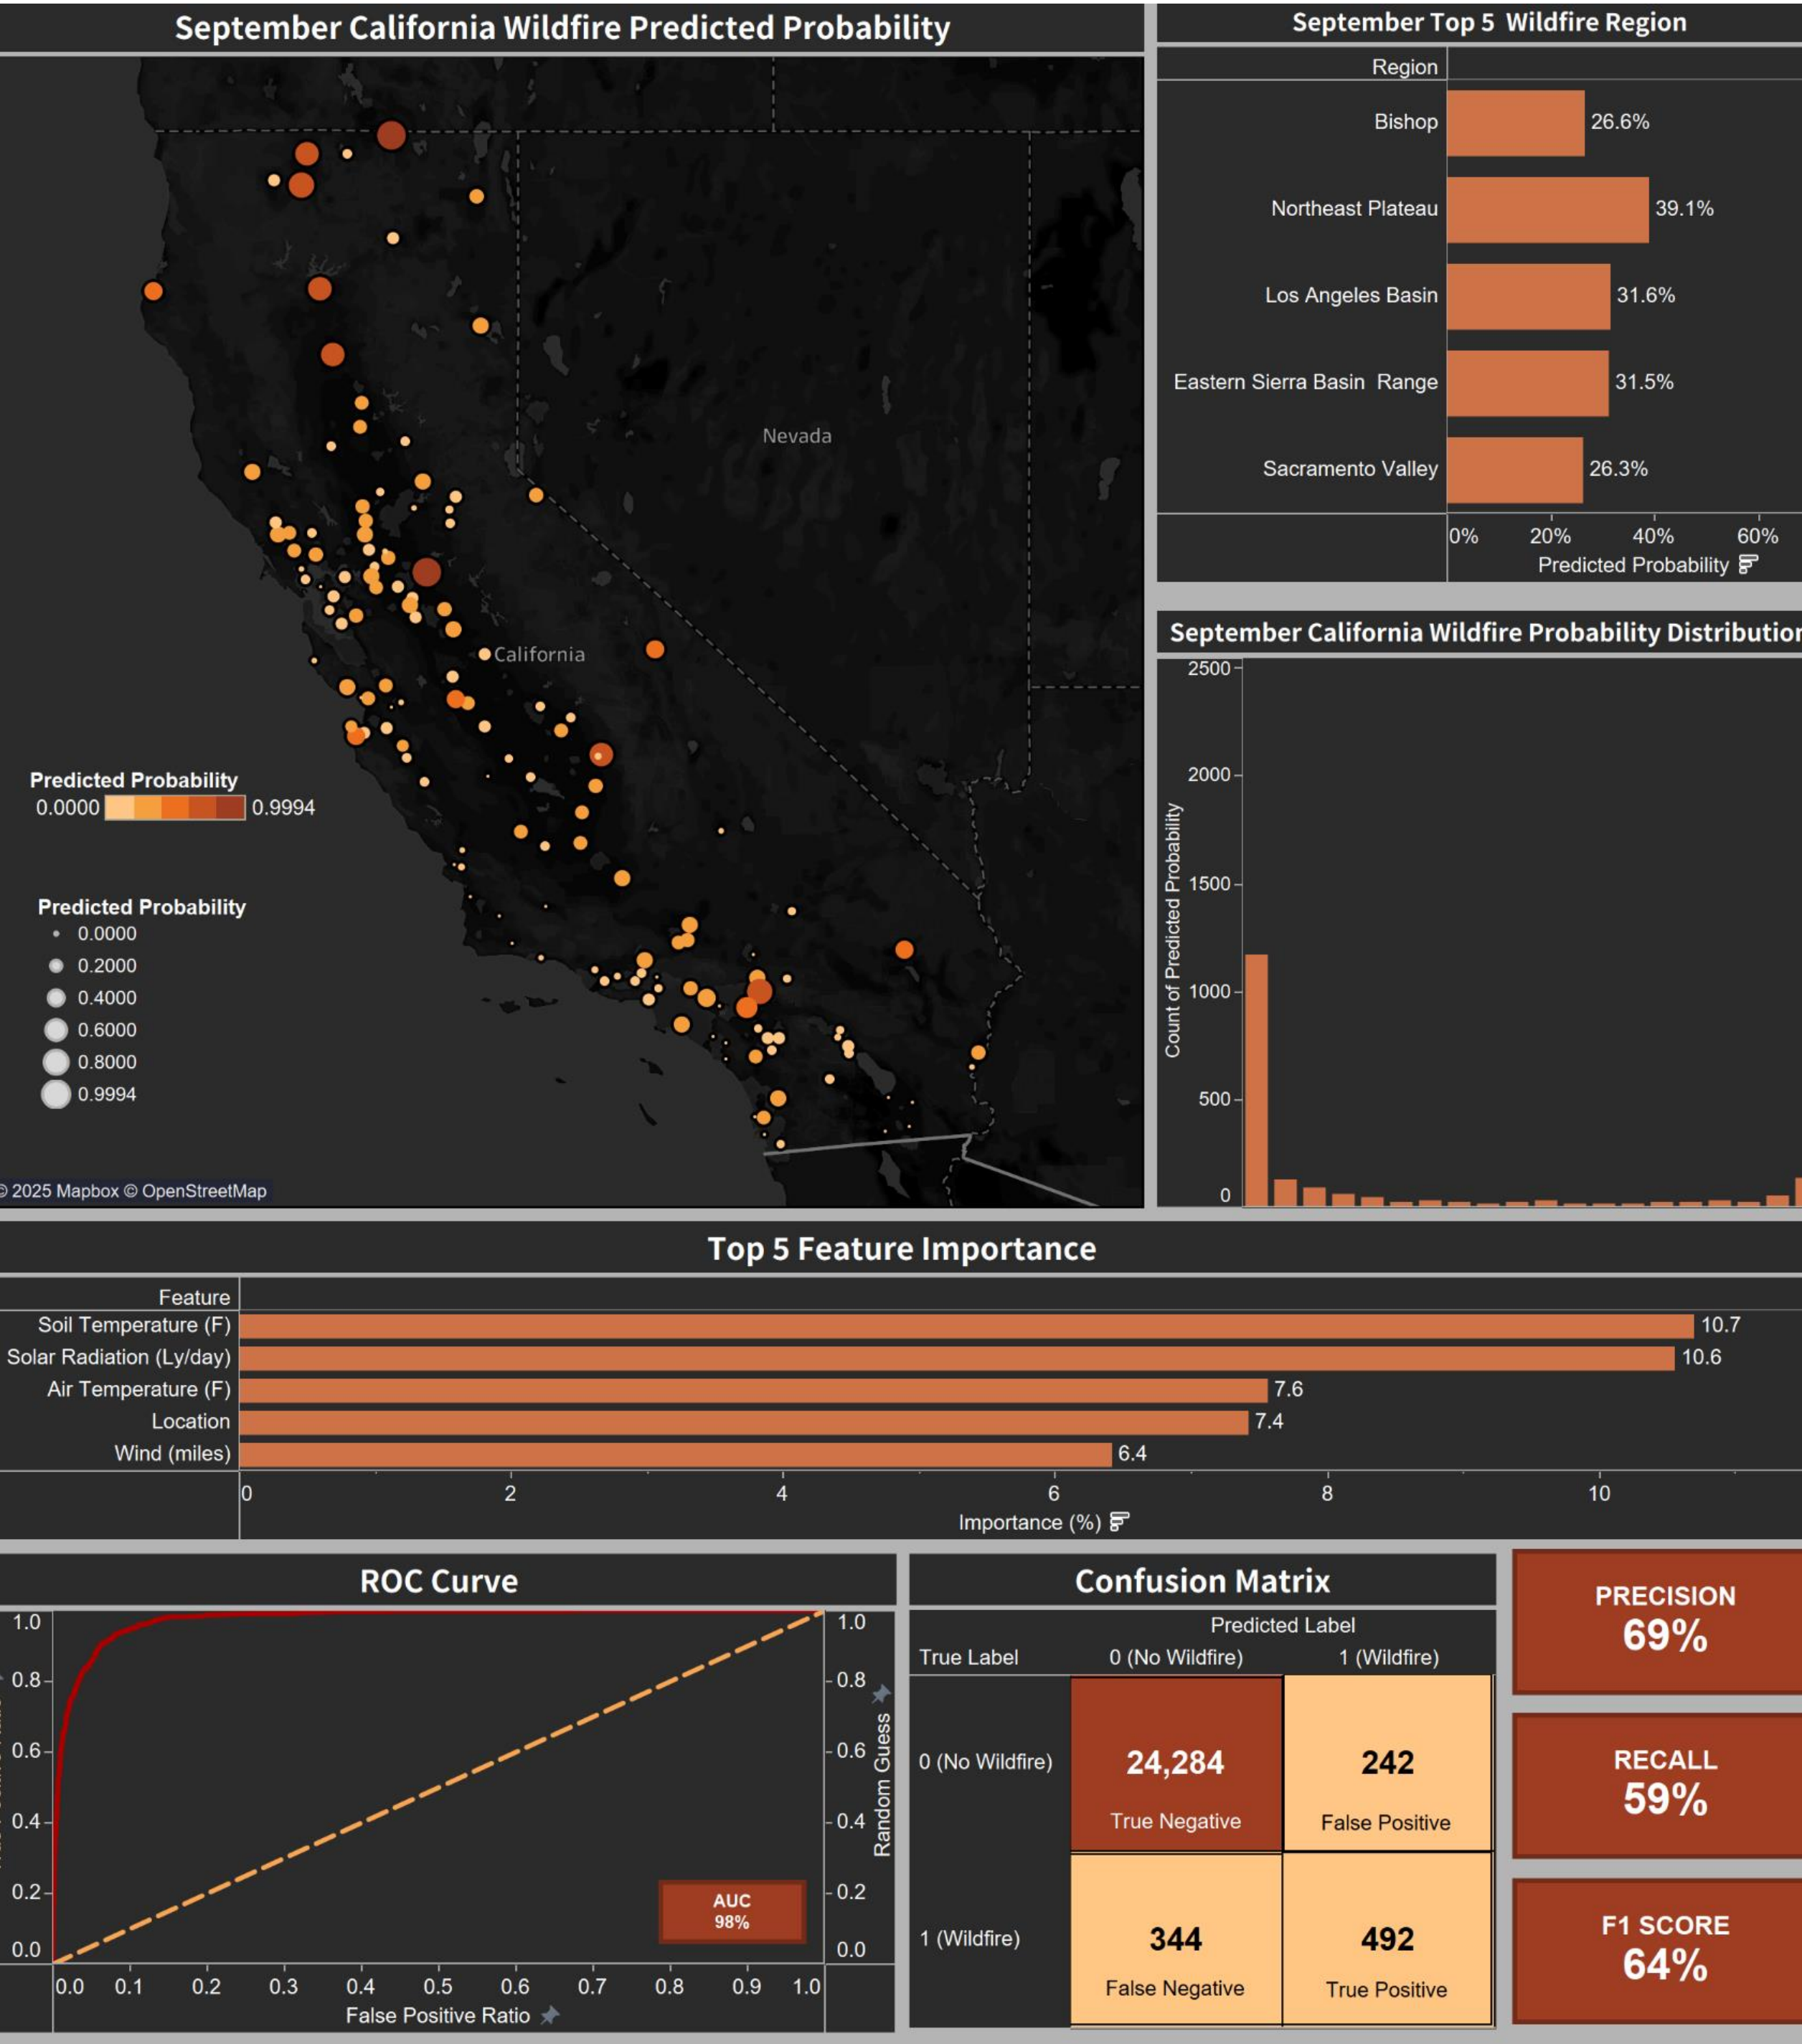 September California Wildfire Predicted Probability
Nevada
California
Predicted Probability
0.0000 0.9994
Predicted Probability
0.0000
0.2000
0.4000
0.6000
0.8000
0.9994
© 2025 Mapbox © OpenStreetMap
September Top 5 Wildfire Region
Region
Bishop 26.6%
Northeast Plateau 39.1%
Los Angeles Basin 31.6%
Eastern Sierra Basin Range 31.5%
Sacramento Valley 26.3%
0% 20% 40% 60%
Predicted Probability
September California Wildfire Probability Distribution
Count of Predicted Probability
2500
2000
1500
1000
500
0
Top 5 Feature Importance
Feature
Soil Temperature (F) 10.7
Solar Radiation (Ly/day) 10.6
Air Temperature (F) 7.6
Location 7.4
Wind (miles) 6.4
0 2 4 6 8 10
Importance (%)
ROC Curve
1.0 1.0
0.8 0.8
0.6 0.6
0.4 0.4
0.2 0.2
0.0 0.0
Random Guess
AUC
98%
0.0 0.1 0.2 0.3 0.4 0.5 0.6 0.7 0.8 0.9 1.0
False Positive Ratio
Confusion Matrix
Predicted Label
True Label 0 (No Wildfire) 1 (Wildfire)
0 (No Wildfire) 24,284 242
True Negative False Positive
1 (Wildfire) 344 492
False Negative True Positive
PRECISION
69%
RECALL
59%
F1 SCORE
64%